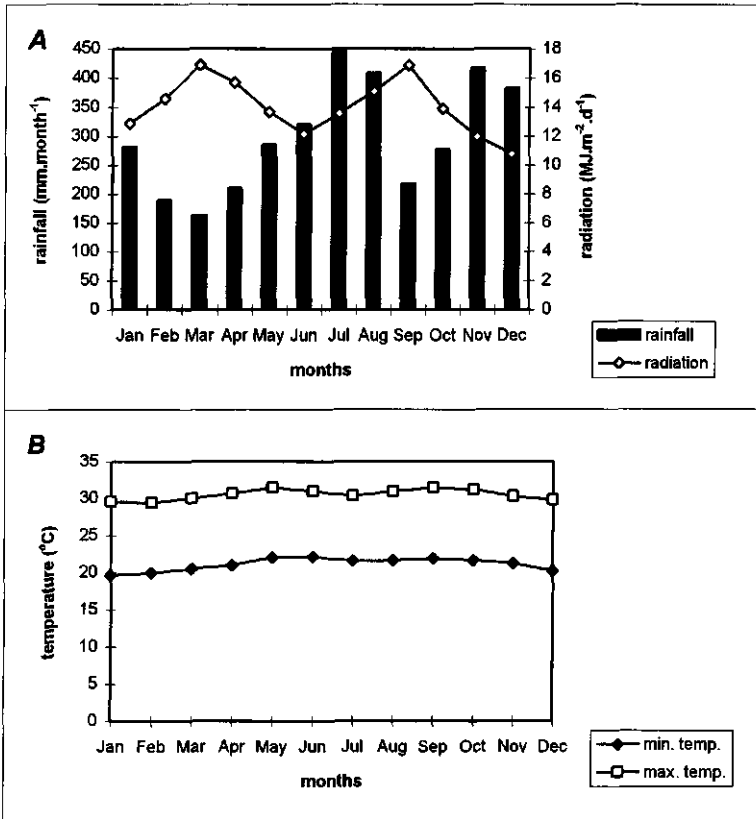 A
rainfall (mm.month⁻¹)
450
400
350
300
250
200
150
100
50
0
18
16
14
12
10
8
6
4
2
0
radiation (MJ.m⁻².d⁻¹)
Jan Feb Mar Apr May Jun Jul Aug Sep Oct Nov Dec
months
rainfall
radiation
B
temperature (°C)
35
30
25
20
15
10
5
0
Jan Feb Mar Apr May Jun Jul Aug Sep Oct Nov Dec
months
min. temp.
max. temp.